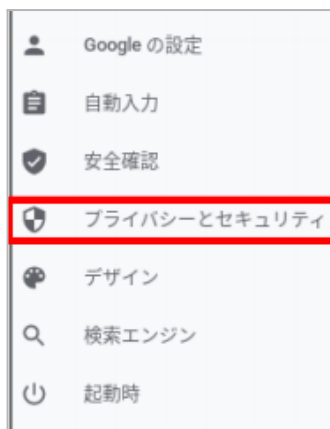 Google の設定
自動入力
安全確認
プライバシーとセキュリティ
デザイン
検索エンジン
起動時